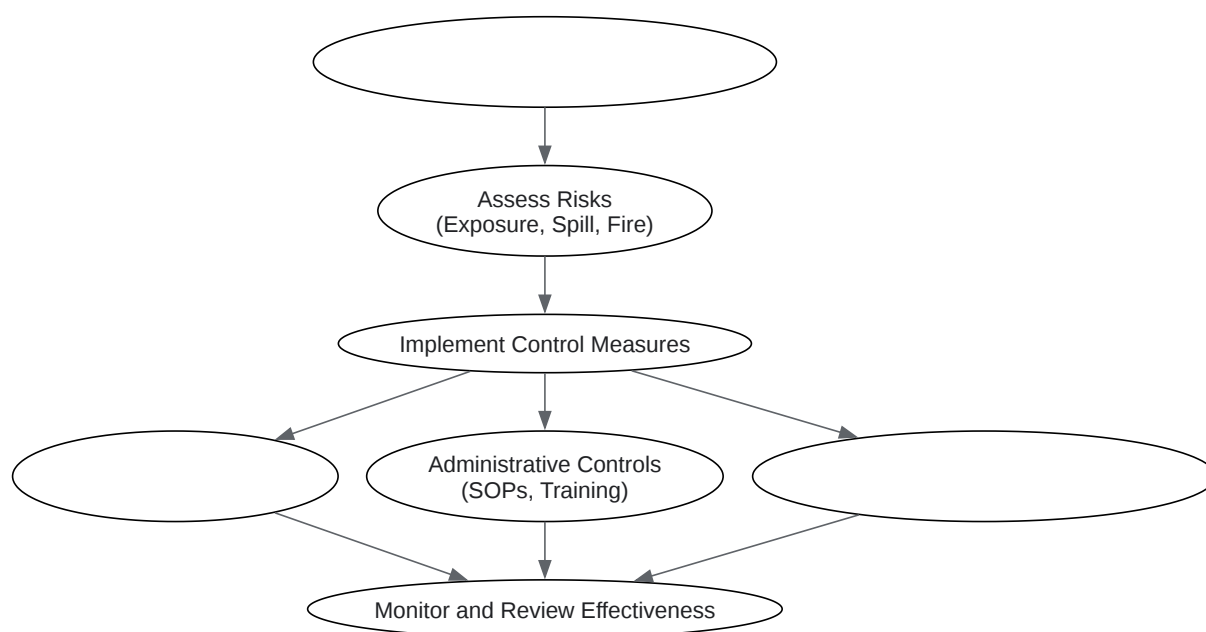 Assess Risks
(Exposure, Spill, Fire)
Implement Control Measures
Administrative Controls
(SOPs, Training)
Monitor and Review Effectiveness